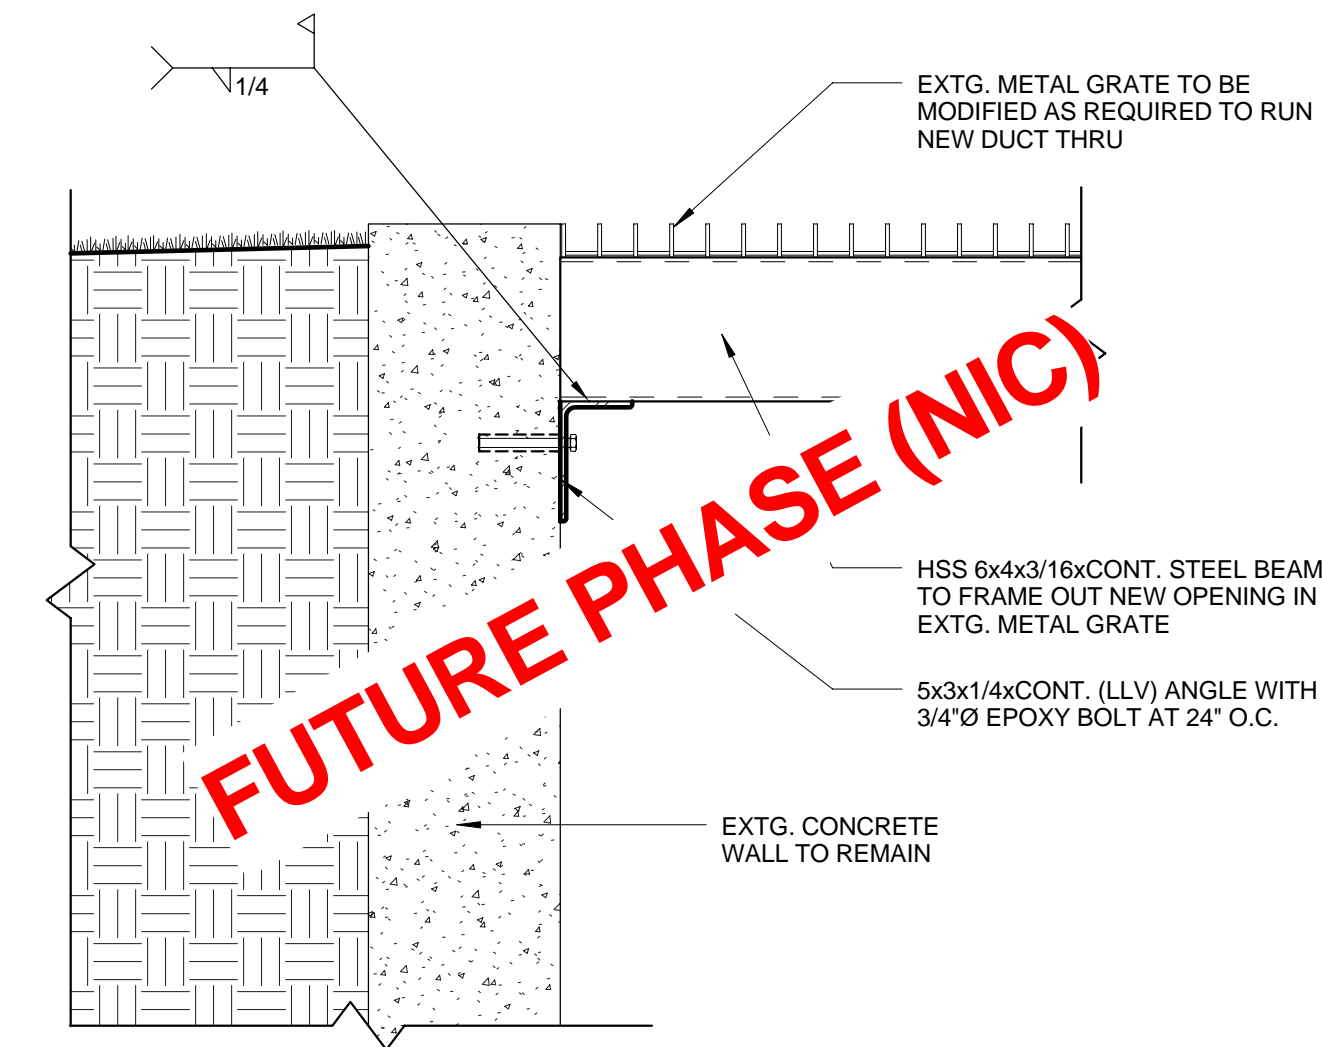 1/4
EXTG. METAL GRATE TO BE
MODIFIED AS REQUIRED TO RUN
NEW DUCT THRU
FUTURE PHASE (NIC)
HSS 6x4x3/16xCONT. STEEL BEAM
TO FRAME OUT NEW OPENING IN
EXTG. METAL GRATE
5x3x1/4xCONT. (LLV) ANGLE WITH
3/4"Ø EPOXY BOLT AT 24" O.C.
EXTG. CONCRETE
WALL TO REMAIN